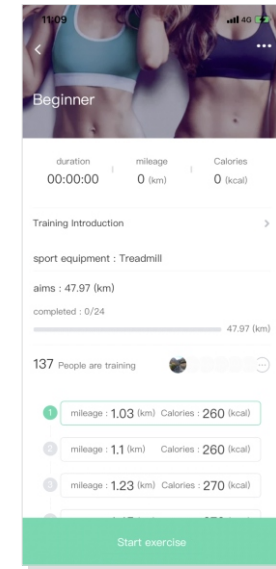 11:09 4G
Beginner
duration mileage Calories
00:00:00 0 (km) 0 (kcal)
Training Introduction
sport equipment : Treadmill
aims : 47.97 (km)
completed : 0/24
47.97 (km)
137 People are training
1 mileage : 1.03 (km) Calories : 260 (kcal)
2 mileage : 1.1 (km) Calories : 260 (kcal)
3 mileage : 1.23 (km) Calories : 270 (kcal)
Start exercise